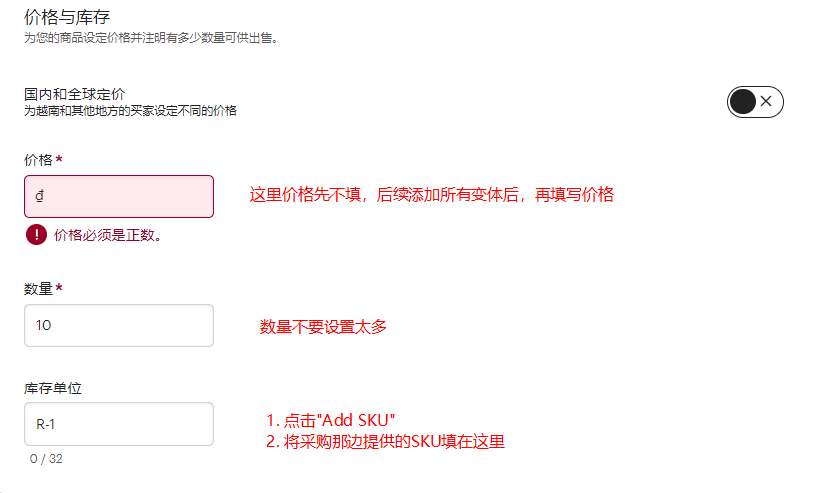 价格与库存
为您的商品设定价格并注明有多少数量可供出售。
国内和全球定价
为越南和其他地方的买家设定不同的价格
价格*
₫
这里价格先不填，后续添加所有变体后，再填写价格
! 价格必须是正数。
数量*
10
数量不要设置太多
库存单位
R-1
1. 点击"Add SKU"
2. 将采购那边提供的SKU填在这里
0 / 32